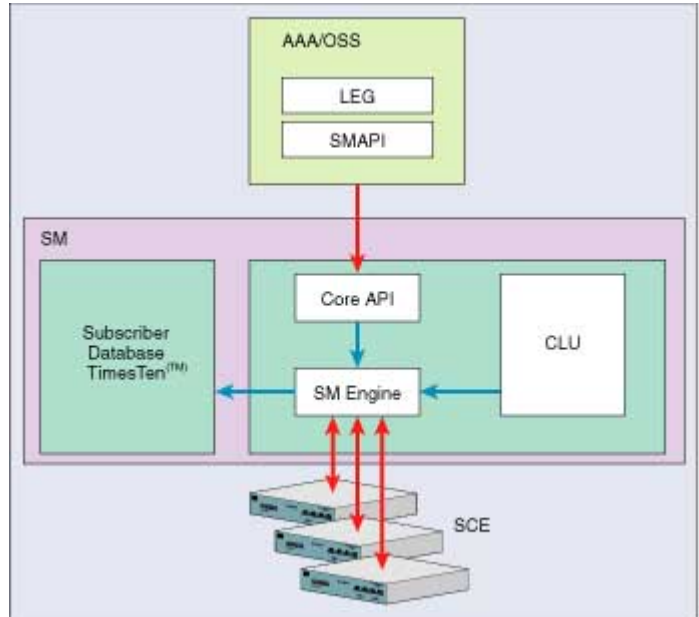 AAA/OSS
LEG
SMAPI
SM
Subscriber
Database
TimesTen(TM)
Core API
SM Engine
CLU
SCE